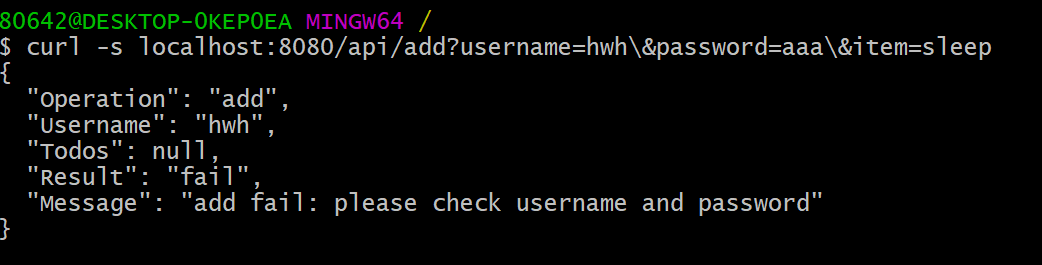 80642@DESKTOP-0KEP0EA MINGW64 /
$ curl -s localhost:8080/api/add?username=hwh\&password=aaa\&item=sleep
{
  "Operation": "add",
  "Username": "hwh",
  "Todos": null,
  "Result": "fail",
  "Message": "add fail: please check username and password"
}